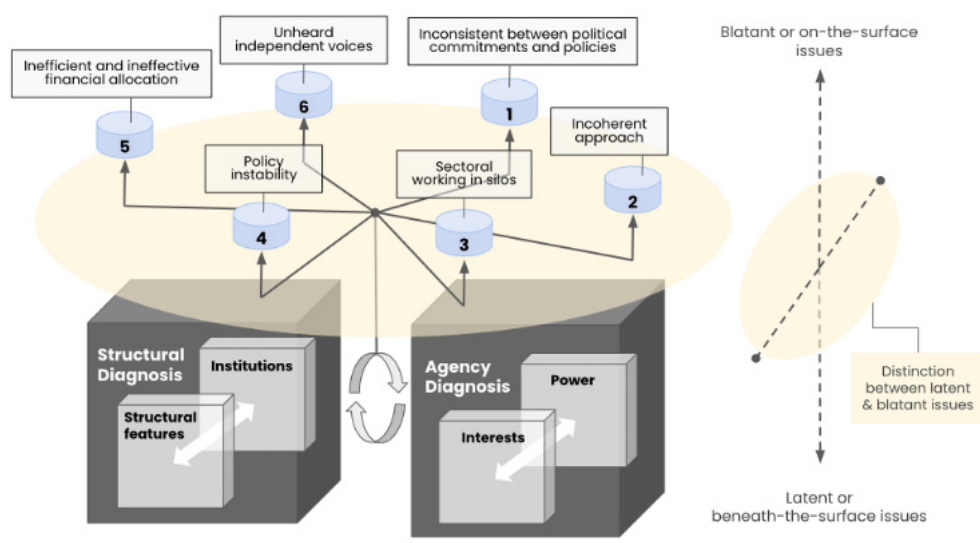 Unheard
independent voices
Inconsistent between political
commitments and policies
Blatant or on-the-surface
issues
Inefficient and ineffective
financial allocation
6
1
5
Incoherent
approach
Policy
instability
Sectoral
working in silos
2
4
3
Structural
Diagnosis
Institutions
Structural
features
Agency
Diagnosis
Power
Interests
Distinction
between latent
& blatant issues
Latent or
beneath-the-surface issues